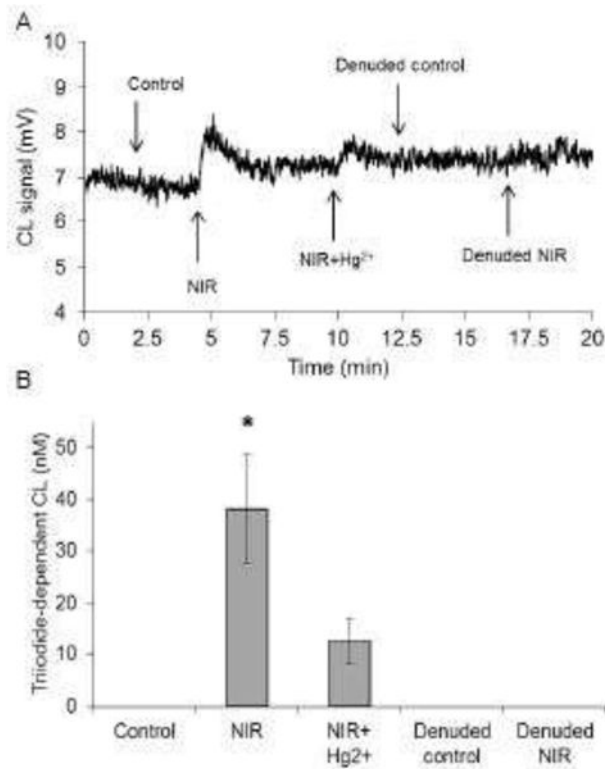 A
CL signal (mV)
10
9
8
7
6
5
4
Control
Denuded control
NIR
NIR+Hg²⁺
Denuded NIR
0
2.5
5
7.5
10
12.5
15
17.5
20
Time (min)
B
Triiodide-dependent CL (nM)
50
40
30
20
10
0
*
Control
NIR
NIR+
Hg2+
Denuded
control
Denuded
NIR